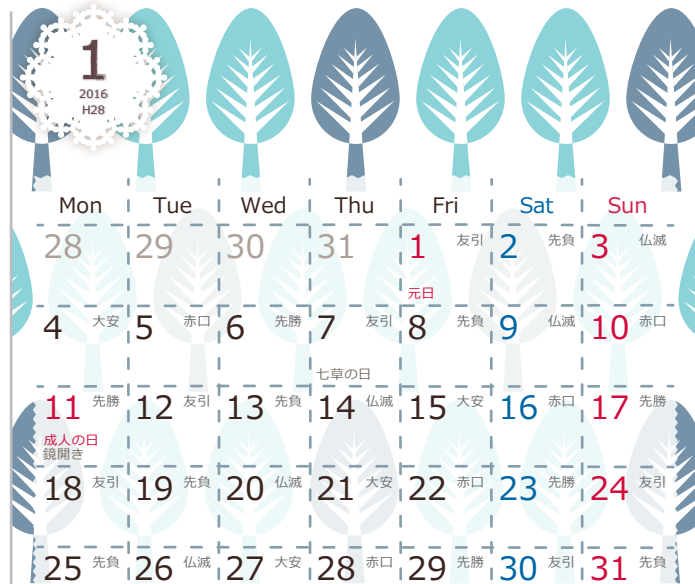 1
2016
H28
Mon Tue Wed Thu Fri Sat Sun
28 29 30 31 1 友引 2 先負 3 仏滅
元日
4 大安 5 赤口 6 先勝 7 友引 8 先負 9 仏滅 10 赤口
七草の日
11 先勝 12 友引 13 先負 14 仏滅 15 大安 16 赤口 17 先勝
成人の日
鏡開き
18 友引 19 先負 20 仏滅 21 大安 22 赤口 23 先勝 24 友引
25 先負 26 仏滅 27 大安 28 赤口 29 先勝 30 友引 31 先負